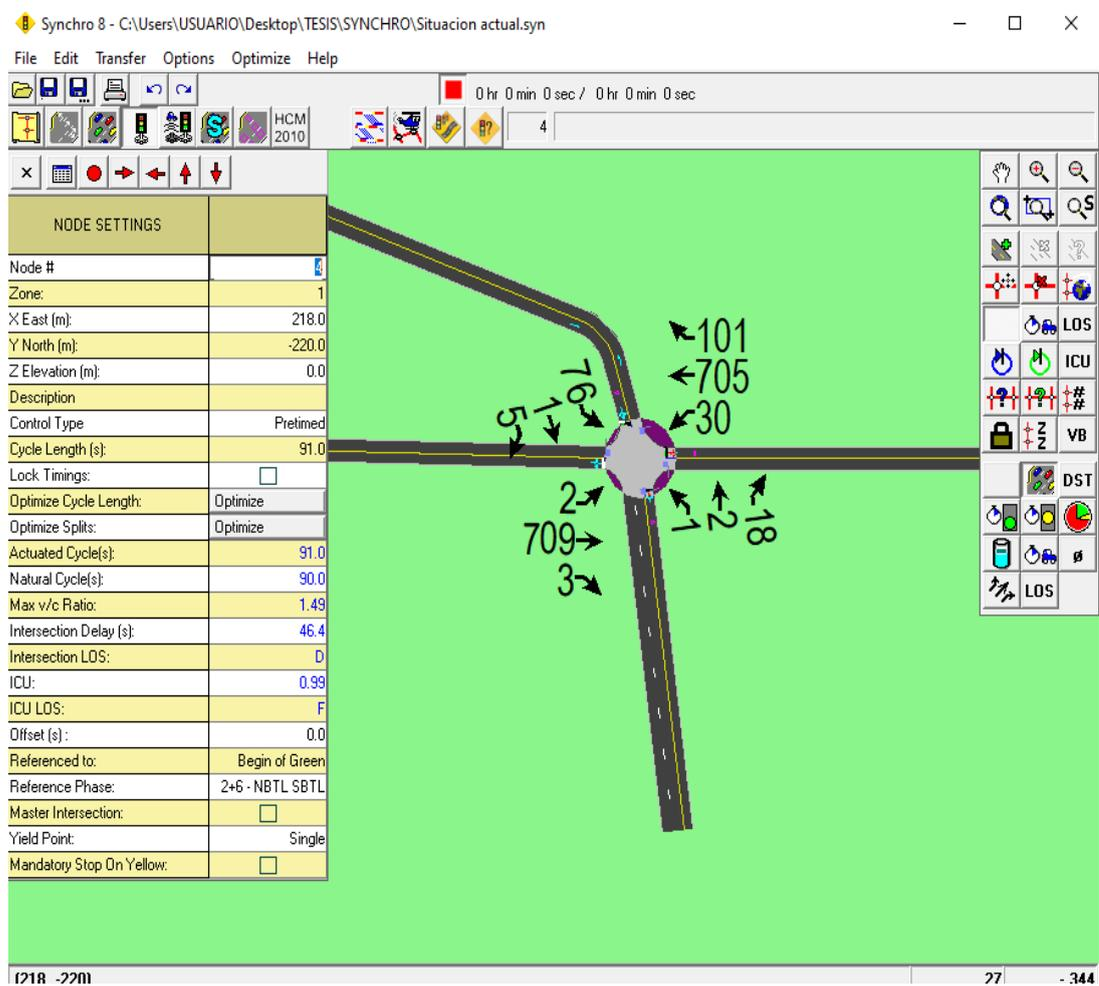 Synchro 8 - C:\Users\USUARIO\Desktop\TESIS\SYNCHRO\Situacion actual.syn
File Edit Transfer Options Optimize Help
0 hr 0 min 0 sec / 0 hr 0 min 0 sec
HCM 2010
4
NODE SETTINGS
Node # 4
Zone: 1
X East (m): 218.0
Y North (m): -220.0
Z Elevation (m): 0.0
Description
Control Type Pretimed
Cycle Length (s): 91.0
Lock Timings:
Optimize Cycle Length: Optimize
Optimize Splits: Optimize
Actuated Cycle(s): 91.0
Natural Cycle(s): 90.0
Max v/c Ratio: 1.49
Intersection Delay (s): 46.4
Intersection LOS: D
ICU: 0.99
ICU LOS: F
Offset (s) : 0.0
Referenced to: Begin of Green
Reference Phase: 2+6 - NBTL SBTL
Master Intersection:
Yield Point: Single
Mandatory Stop On Yellow:
101
705
30
76
1
5
2
709
3
1
2
18
S
LOS
ICU
##
Z
Z
VB
DST
ø
LOS
(218 -220)
27 - 344